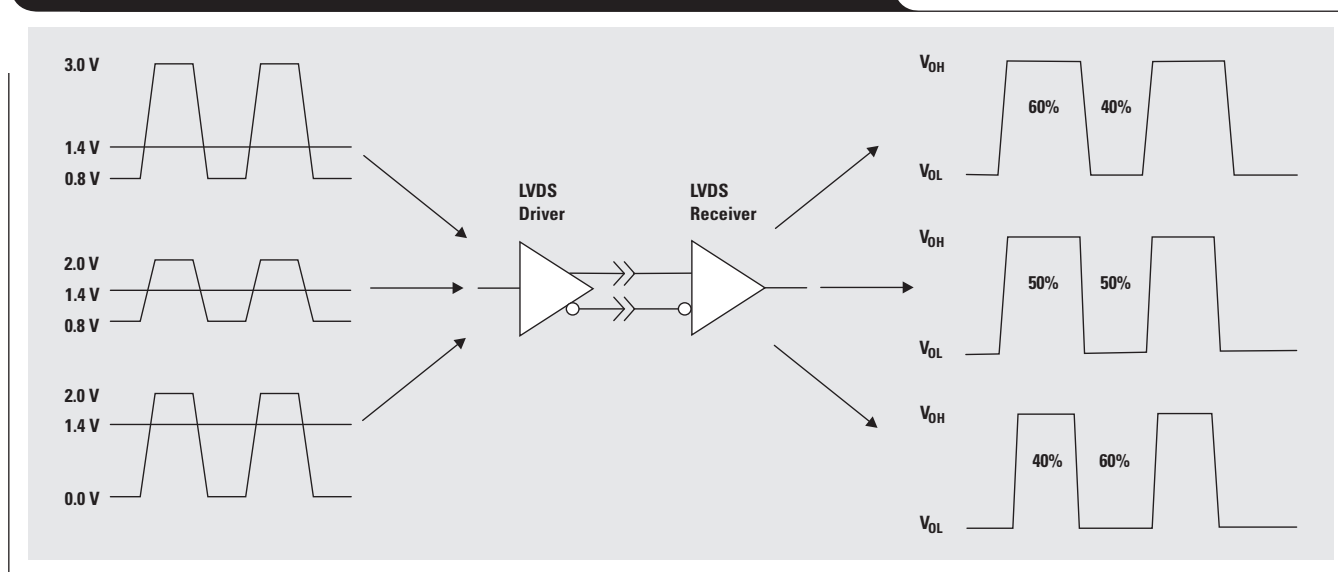 3.0 V
1.4 V
0.8 V
2.0 V
1.4 V
0.8 V
2.0 V
1.4 V
0.0 V
LVDS
Driver
LVDS
Receiver
VOH
60% 40%
VOL
VOH
50% 50%
VOL
VOH
40% 60%
VOL